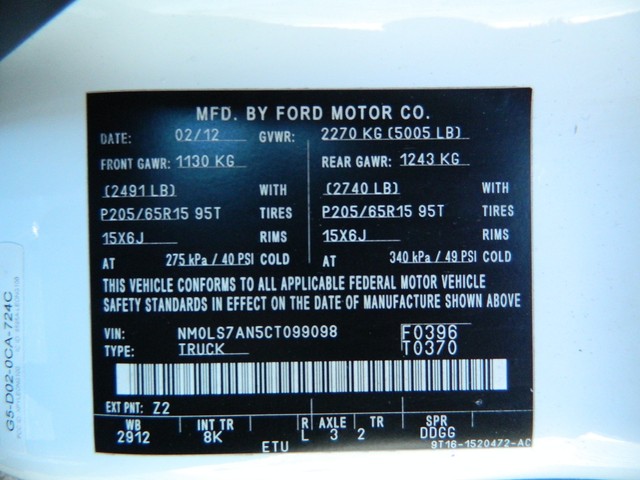 MFD. BY FORD MOTOR CO.
DATE: 02/12 GVWR: 2270 KG (5005 LB)
FRONT GAWR: 1130 KG REAR GAWR: 1243 KG
(2491 LB) WITH (2740 LB) WITH
P205/65R15 95T TIRES P205/65R15 95T TIRES
15X6J RIMS 15X6J RIMS
AT 275 kPa / 40 PSI COLD AT 340 kPa / 49 PSI COLD
THIS VEHICLE CONFORMS TO ALL APPLICABLE FEDERAL MOTOR VEHICLE
SAFETY STANDARDS IN EFFECT ON THE DATE OF MANUFACTURE SHOWN ABOVE
VIN: NM0LS7AN5CT099098 F0396
TYPE: TRUCK T0370
EXT PNT: Z2
WB INT TR R AXLE TR SPR
2912 8K L 3 2 DDGG
ETU 9T16-1520472-AC
G5-D02-0CA-724C